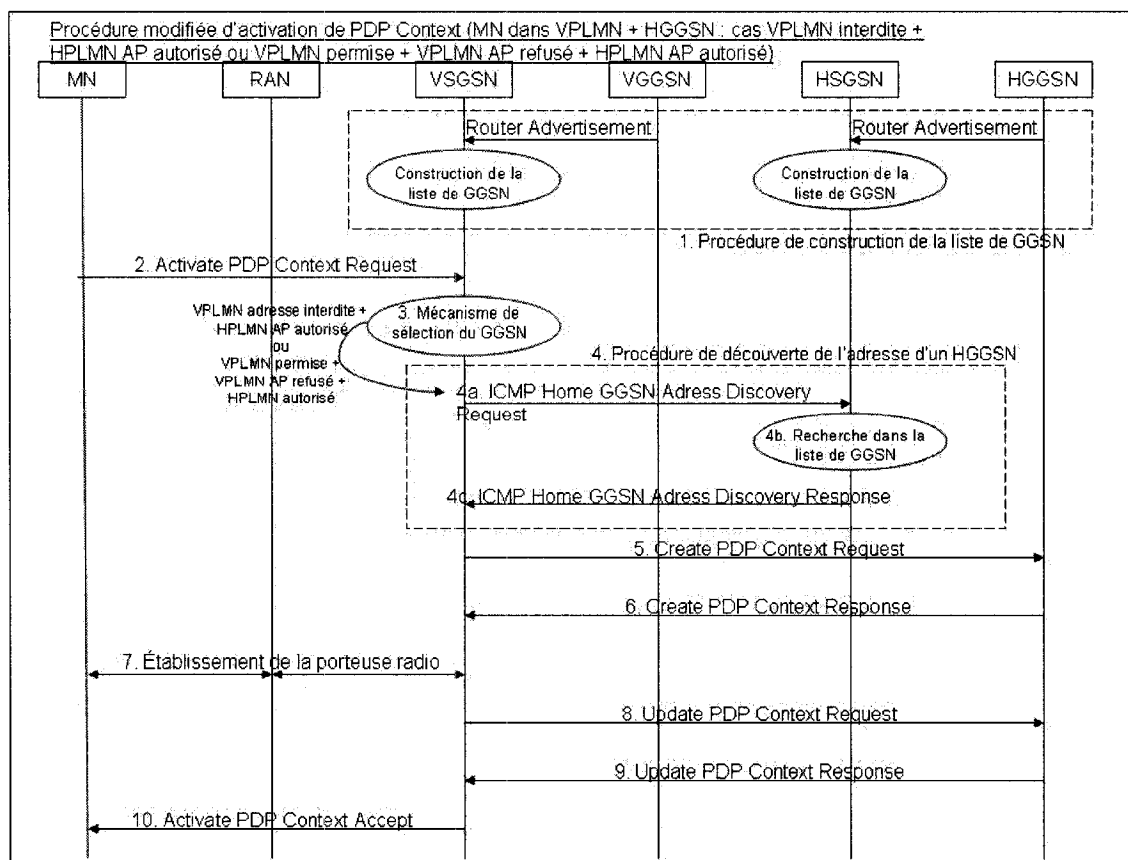 Procédure modifiée d'activation de PDP Context (MN dans VPLMN + HGGSN : cas VPLMN interdite +
HPLMN AP autorisé ou VPLMN permise + VPLMN AP refusé + HPLMN AP autorisé)
MN
RAN
VSGSN
VGGSN
HSGSN
HGGSN
Router Advertisement
Router Advertisement
Construction de la
liste de GGSN
Construction de la
liste de GGSN
1. Procédure de construction de la liste de GGSN
2. Activate PDP Context Request
VPLMN adresse interdite +
HPLMN AP autorisé
ou
VPLMN permise +
VPLMN AP refusé +
HPLMN autorisé
3. Mécanisme de
sélection du GGSN
4. Procédure de découverte de l'adresse d'un HGGSN
4a. ICMP Home GGSN Adress Discovery
Request
4b. Recherche dans la
liste de GGSN
4c. ICMP Home GGSN Adress Discovery Response
5. Create PDP Context Request
6. Create PDP Context Response
7. Établissement de la porteuse radio
8. Update PDP Context Request
9. Update PDP Context Response
10. Activate PDP Context Accept